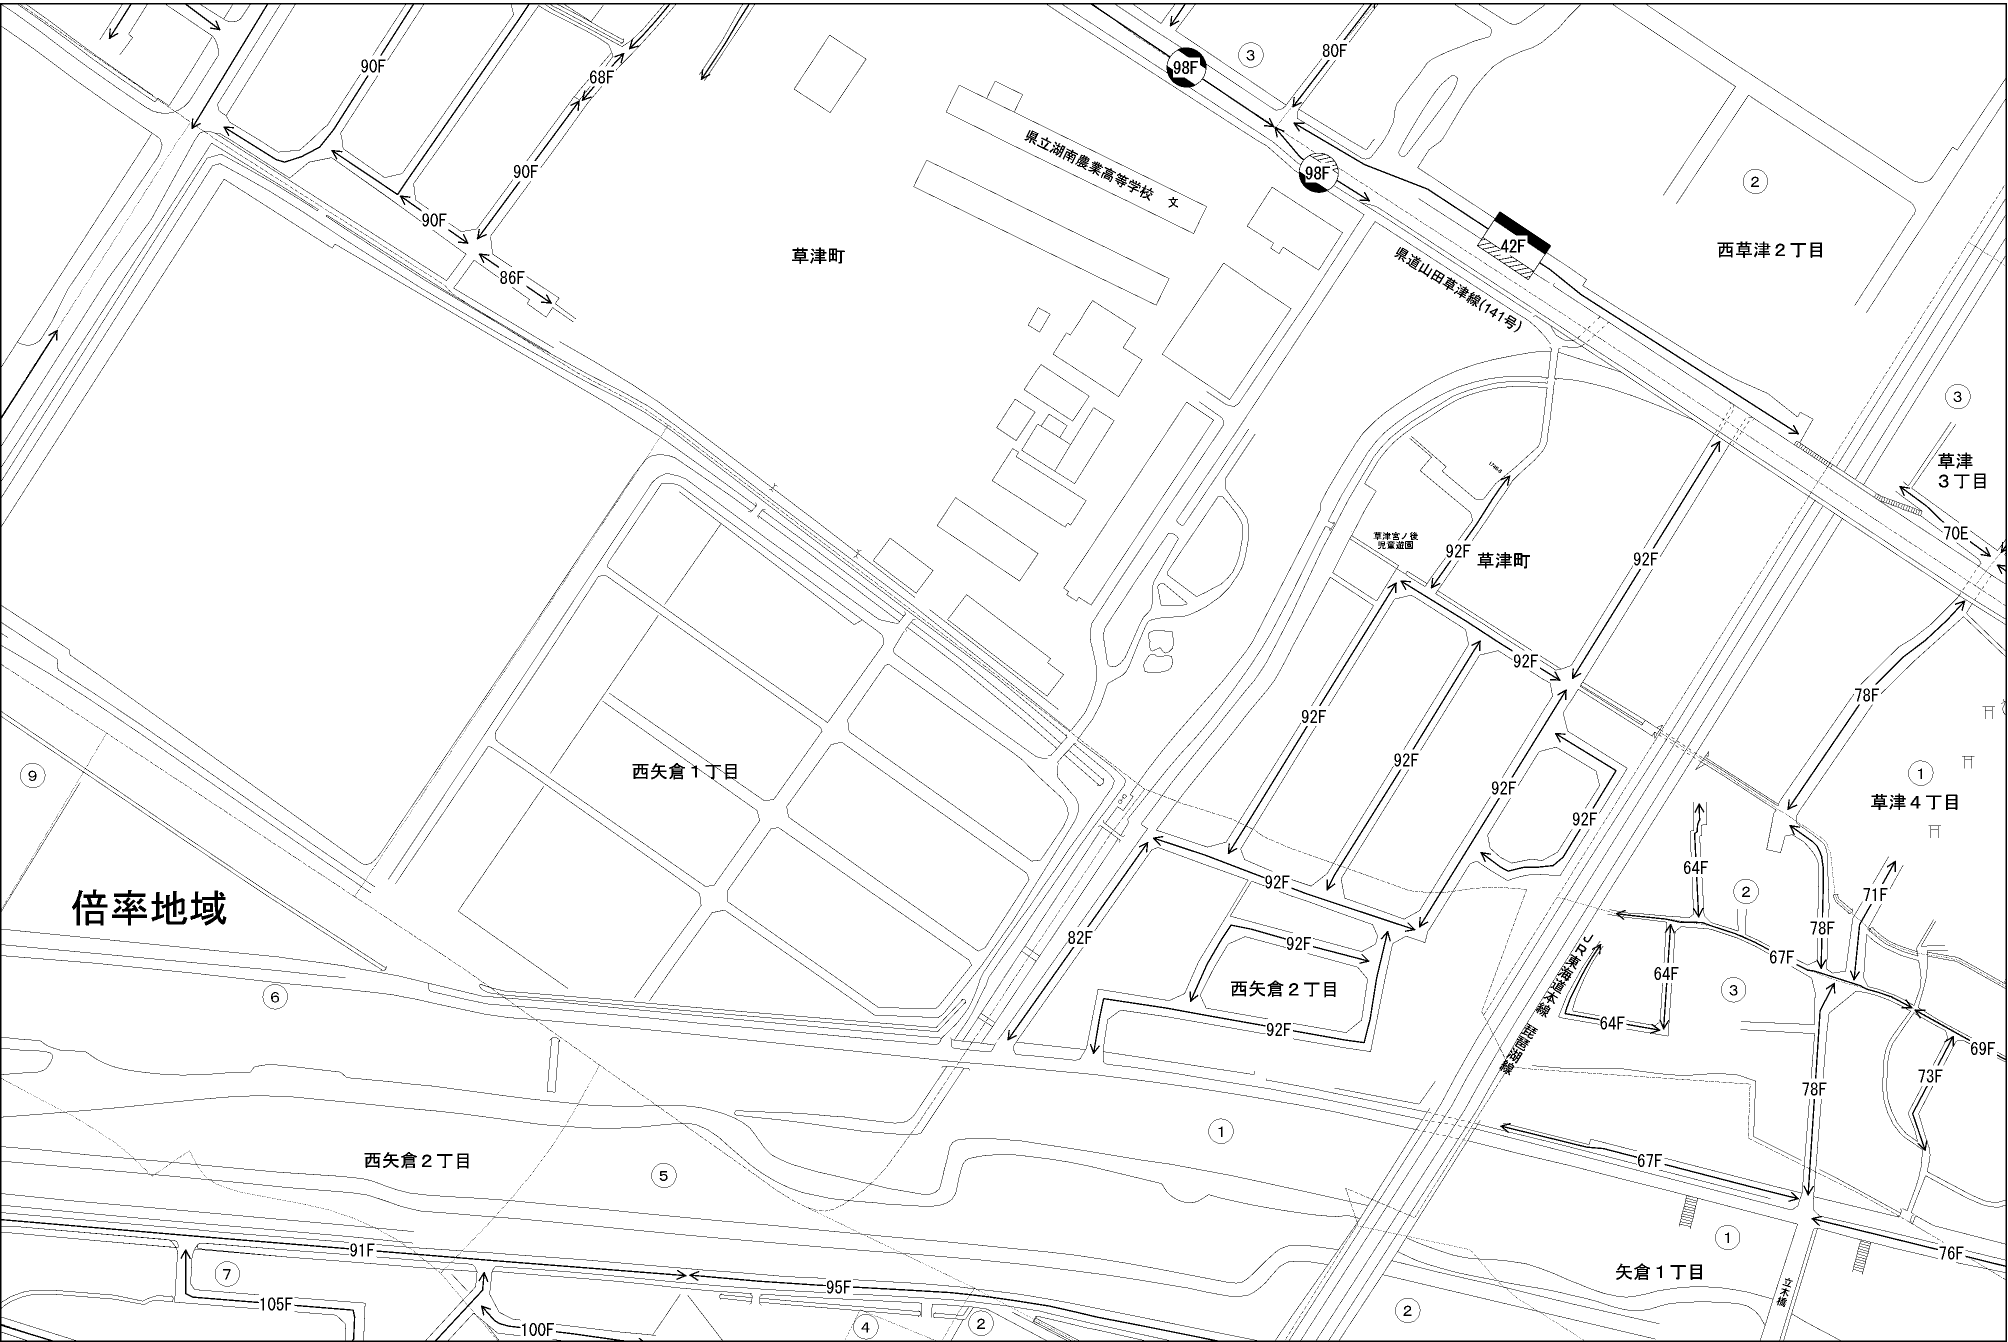 90F
68F
98F
③
80F
県立湖南農業高等学校 文
98F
②
90F
90F
42F
86F
草津町
西草津２丁目
県道山田草津線(141号)
③
草津
３丁目
70E
草津宮ノ後
児童遊園
92F
草津町
92F
92F
78F
92F
92F
92F
92F
西矢倉１丁目
⑨
①
草津４丁目
倍率地域
82F
92F
92F
西矢倉２丁目
92F
64F
②
71F
78F
67F
64F
③
64F
ＪＲ東海道本線 琵琶湖線
⑥
69F
73F
78F
①
67F
西矢倉２丁目
⑤
91F
95F
⑦
105F
100F
④
②
①
76F
矢倉１丁目
立木橋
②